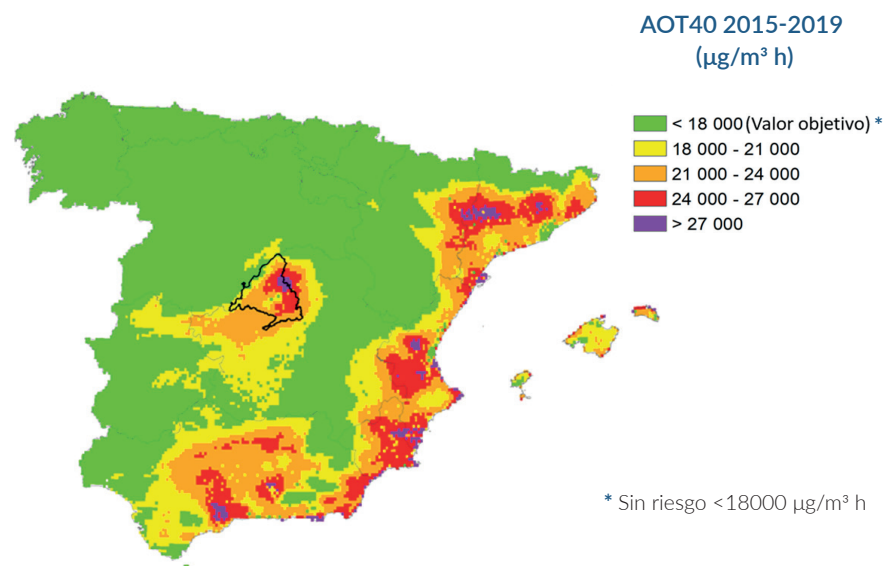 AOT40 2015-2019
(µg/m³ h)
< 18 000 (Valor objetivo) *
18 000 - 21 000
21 000 - 24 000
24 000 - 27 000
> 27 000
* Sin riesgo <18000 µg/m³ h